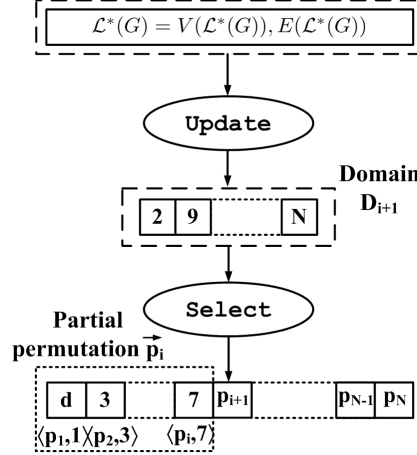 𝓛*(G) = V(𝓛*(G)), E(𝓛*(G))
Update
Domain
D_{i+1}
2 9 N
Select
Partial
permutation \vec{p}_i
d 3 7 p_{i+1} p_{N-1} p_N
⟨p_1,1⟩⟨p_2,3⟩ ⟨p_i,7⟩